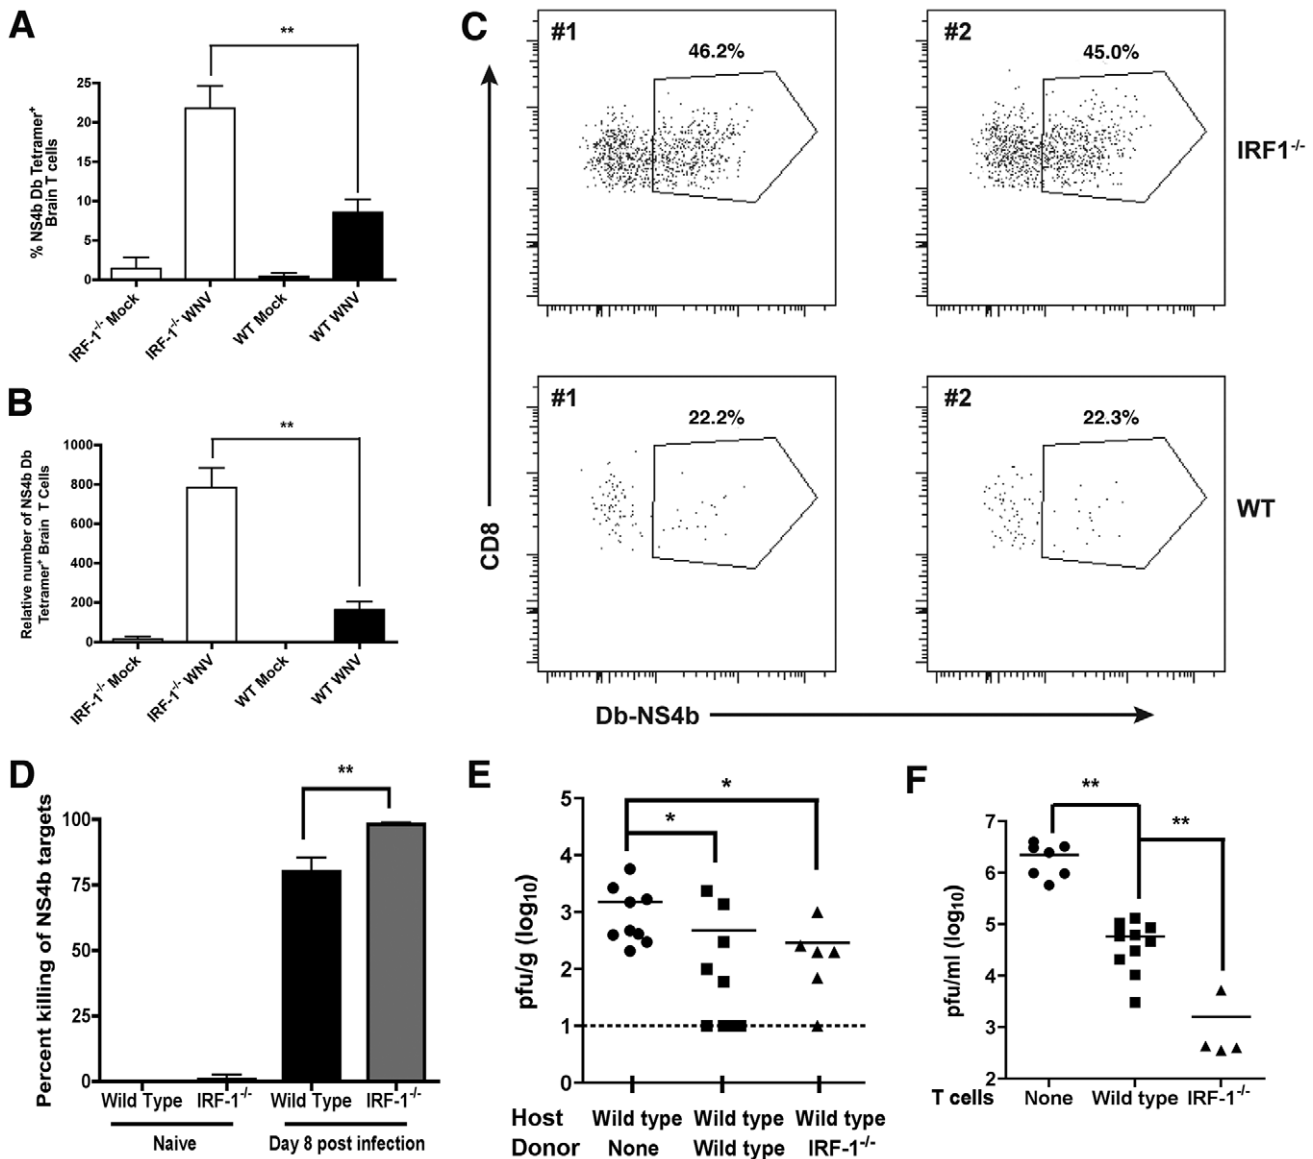 A
**
% NS4b Db Tetramer+
Brain T cells
25
20
15
10
5
0
IRF-1-/- Mock
IRF-1-/- WNV
WT Mock
WT WNV
B
**
Relative number of NS4b Db
Tetramer+ Brain T Cells
1000
800
600
400
200
0
IRF-1-/- Mock
IRF-1-/- WNV
WT Mock
WT WNV
C
#1
46.2%
#2
45.0%
IRF1-/-
#1
22.2%
#2
22.3%
WT
CD8
Db-NS4b
D
**
Percent killing of NS4b targets
100
75
50
25
0
Wild Type
IRF-1-/-
Wild Type
IRF-1-/-
Naive
Day 8 post infection
E
*
*
pfu/g (log10)
5
4
3
2
1
0
Host Wild type Wild type Wild type
Donor None Wild type IRF-1-/-
F
**
**
pfu/ml (log10)
7
6
5
4
3
2
T cells None Wild type IRF-1-/-